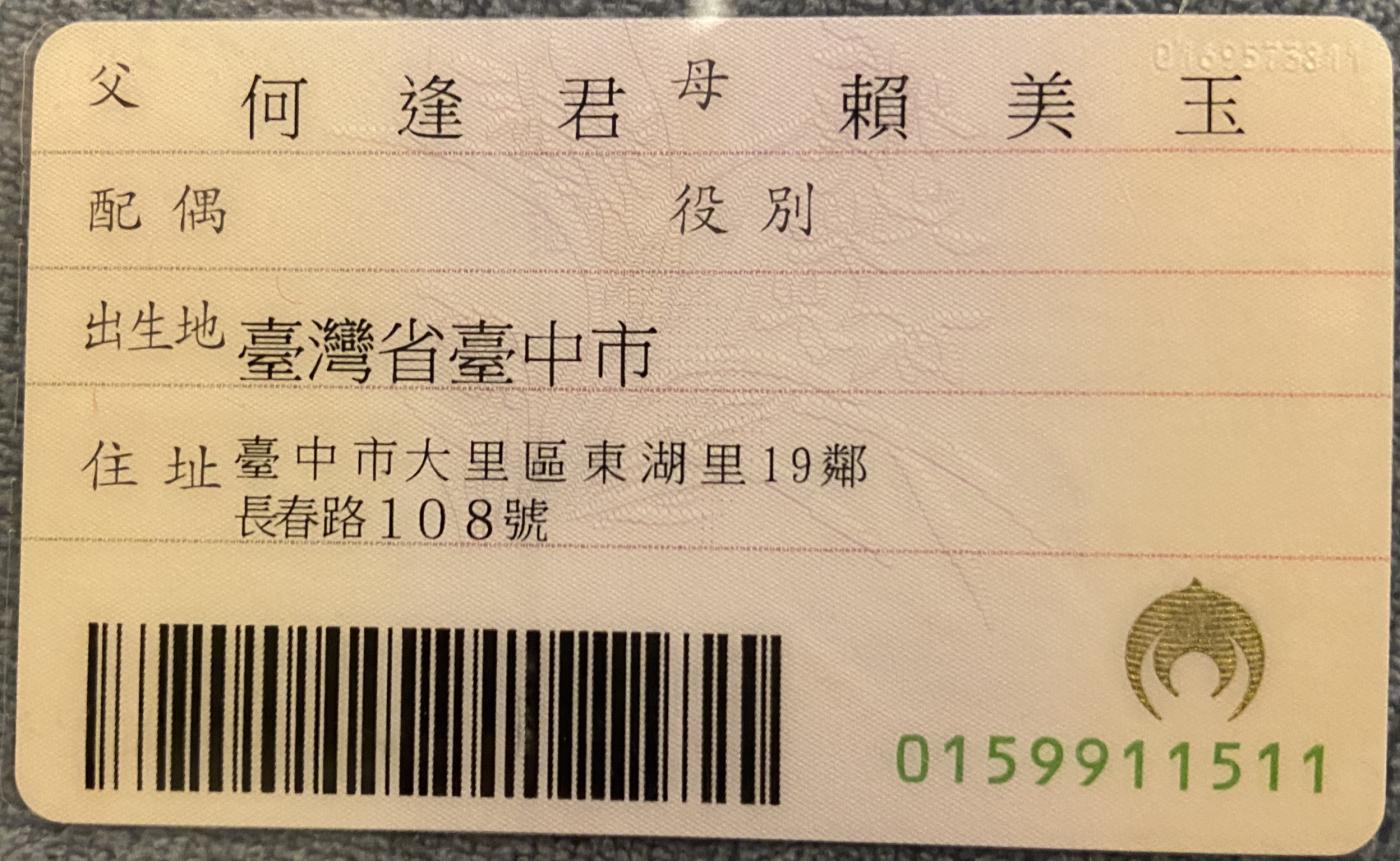 0169573811
父 何逢君 母 賴美玉
配偶 役別
出生地 臺灣省臺中市
住址 臺中市大里區東湖里19鄰
長春路108號
0159911511